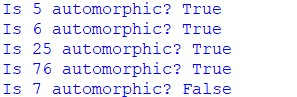 Is 5 automorphic? True
Is 6 automorphic? True
Is 25 automorphic? True
Is 76 automorphic? True
Is 7 automorphic? False